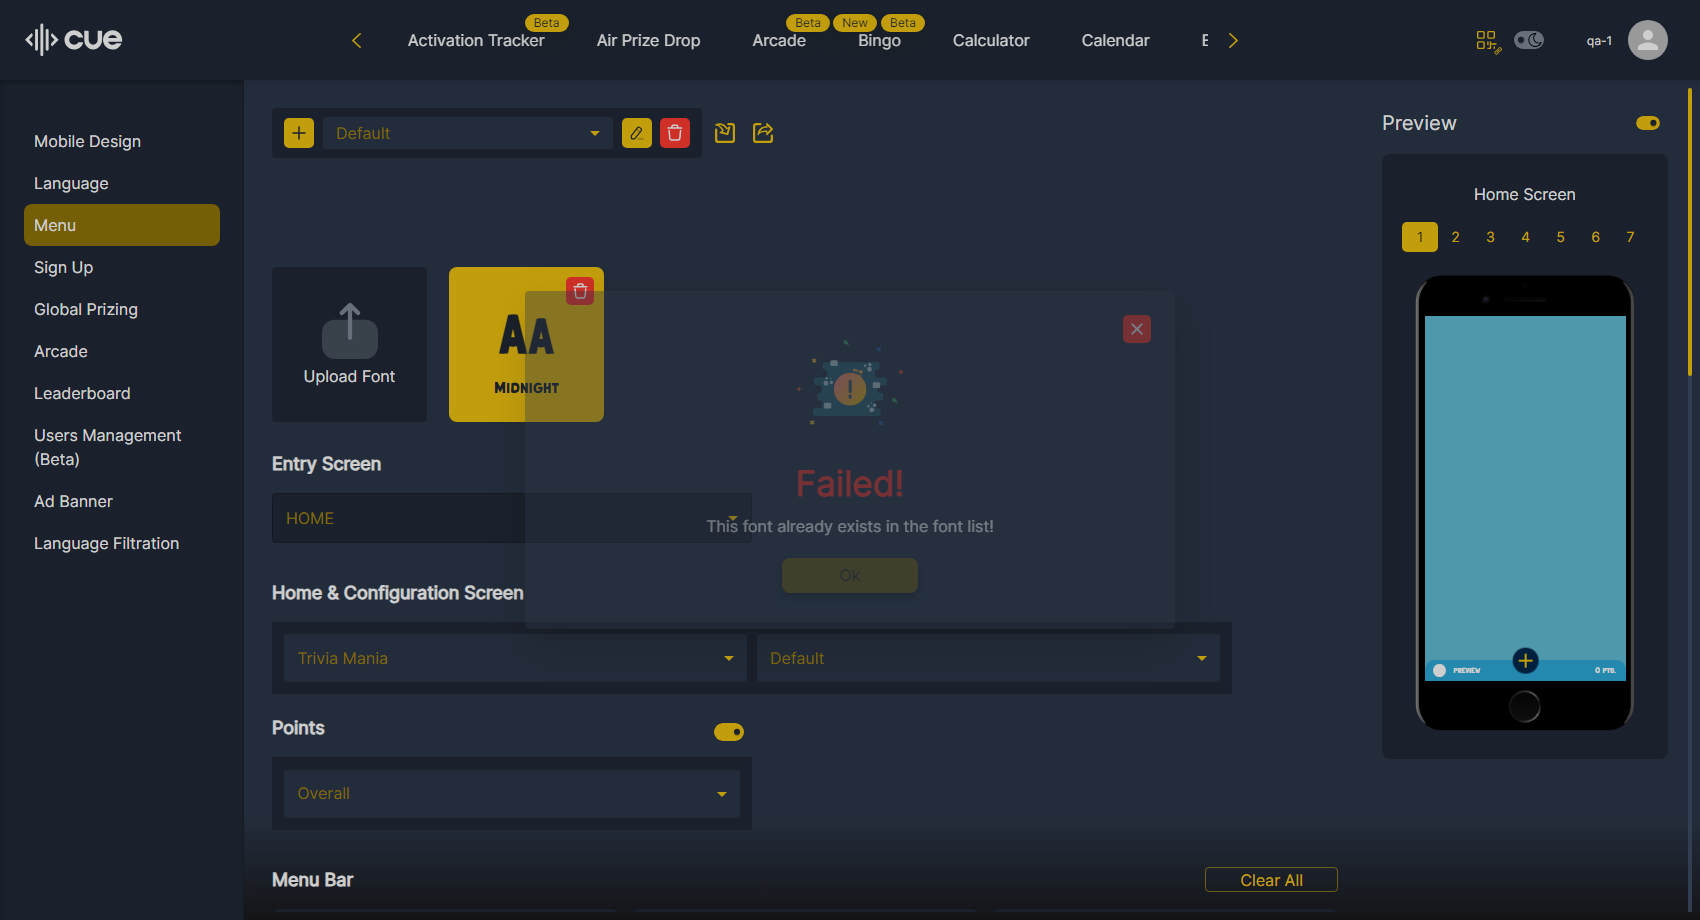 cue
Activation Tracker
Beta
Air Prize Drop
Arcade
Beta
New
Bingo
Beta
Calculator
Calendar
qa-1
Mobile Design
Language
Menu
Sign Up
Global Prizing
Arcade
Leaderboard
Users Management
(Beta)
Ad Banner
Language Filtration
Default
Upload Font
AA
MIDNIGHT
Failed!
This font already exists in the font list!
Ok
Entry Screen
HOME
Home & Configuration Screen
Trivia Mania
Default
Points
Overall
Menu Bar
Clear All
Preview
Home Screen
1 2 3 4 5 6 7
PREVIEW
0 PTS.